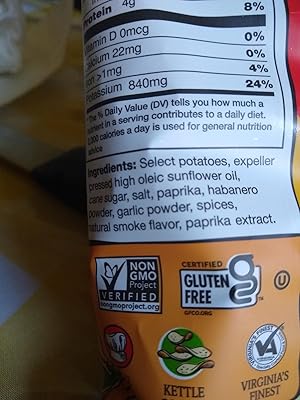 Protein 4g 8%
Vitamin D 0mcg 0%
Calcium 22mg 0%
Iron >1mg 4%
Potassium 840mg 24%
*The % Daily Value (DV) tells you how much a
nutrient in a serving contributes to a daily diet.
2,000 calories a day is used for general nutrition
advice
Ingredients: Select potatoes, expeller
pressed high oleic sunflower oil,
cane sugar, salt, paprika, habanero
powder, garlic powder, spices,
natural smoke flavor, paprika extract.
NON
GMO
Project
VERIFIED
nongmoproject.org
CERTIFIED
GLUTEN
FREE
GFCO.ORG
U
VIRGINIA'S FINEST
VA
KETTLE
VIRGINIA'S
FINEST